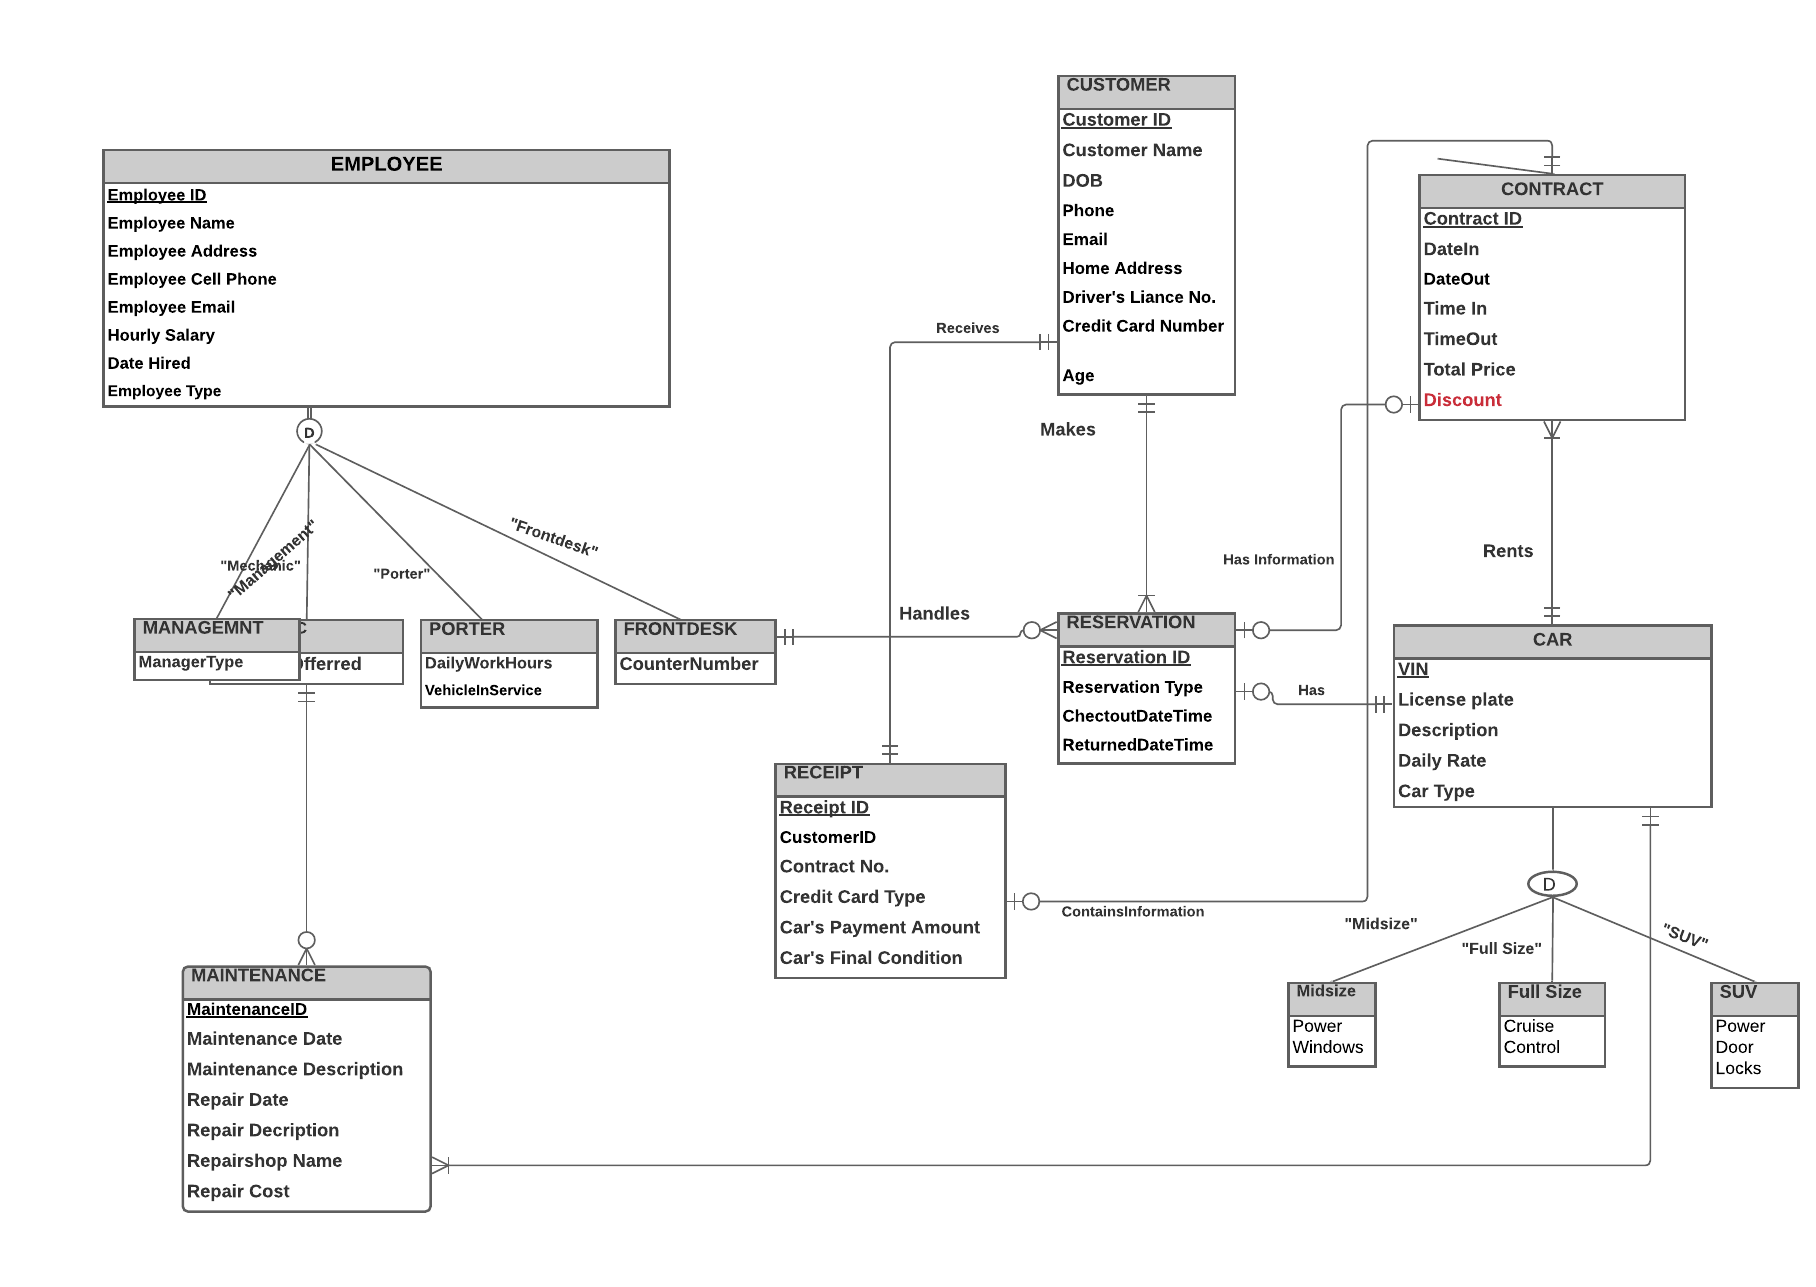 CUSTOMER
Customer ID
Customer Name
DOB
Phone
Email
Home Address
Driver's Liance No.
Credit Card Number
Age
EMPLOYEE
Employee ID
Employee Name
Employee Address
Employee Cell Phone
Employee Email
Hourly Salary
Date Hired
Employee Type
CONTRACT
Contract ID
DateIn
DateOut
Time In
TimeOut
Total Price
Discount
Receives
Makes
D
"Mechanic"
"Management"
"Porter"
"Frontdesk"
Has Information
Rents
Handles
MANAGEMNT
ManagerType
C
fferred
PORTER
DailyWorkHours
VehicleInService
FRONTDESK
CounterNumber
RESERVATION
Reservation ID
Reservation Type
ChectoutDateTime
ReturnedDateTime
Has
CAR
VIN
License plate
Description
Daily Rate
Car Type
RECEIPT
Receipt ID
CustomerID
Contract No.
Credit Card Type
Car's Payment Amount
Car's Final Condition
ContainsInformation
D
"Midsize"
"Full Size"
"SUV"
Midsize
Power
Windows
Full Size
Cruise
Control
SUV
Power
Door
Locks
MAINTENANCE
MaintenanceID
Maintenance Date
Maintenance Description
Repair Date
Repair Decription
Repairshop Name
Repair Cost